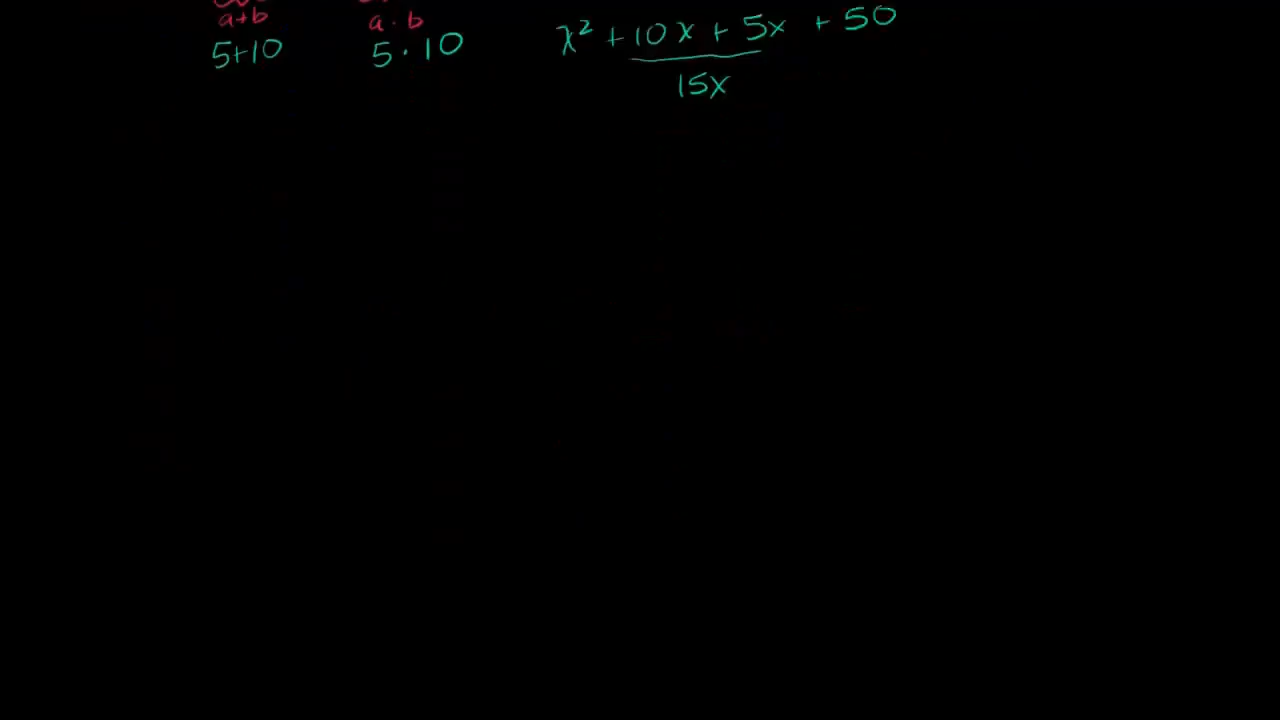 a+b a · b
5+10 5 · 10 x² + 10x + 5x + 50
15x